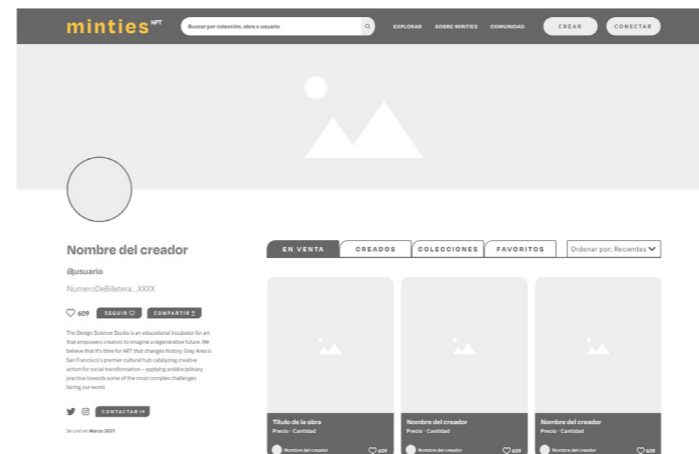 minties NFT
Buscar por colección, obra o usuario
EXPLORAR SOBRE MINTIES COMUNIDAD CREAR CONECTAR
Nombre del creador
@usuario
NumeroDeBilletera...XXXX
609 SEGUIR COMPARTIR
The Design Science Studio is an educational incubator for art
that empowers creators to imagine a regenerative future. We
believe that it's time for ART that changes history. Gray Area is
San Francisco's premier cultural hub catalyzing creative
action for social transformation—applying antidisciplinary
practice towards some of the most complex challenges
facing our world.
CONTACTAR
Se unió en Marzo 2021
EN VENTA CREADOS COLECCIONES FAVORITOS Ordenar por: Recientes
Título de la obra
Precio - Cantidad
Nombre del creador 609
Nombre del creador
Precio - Cantidad
Nombre del creador 609
Nombre del creador
Precio - Cantidad
Nombre del creador 609